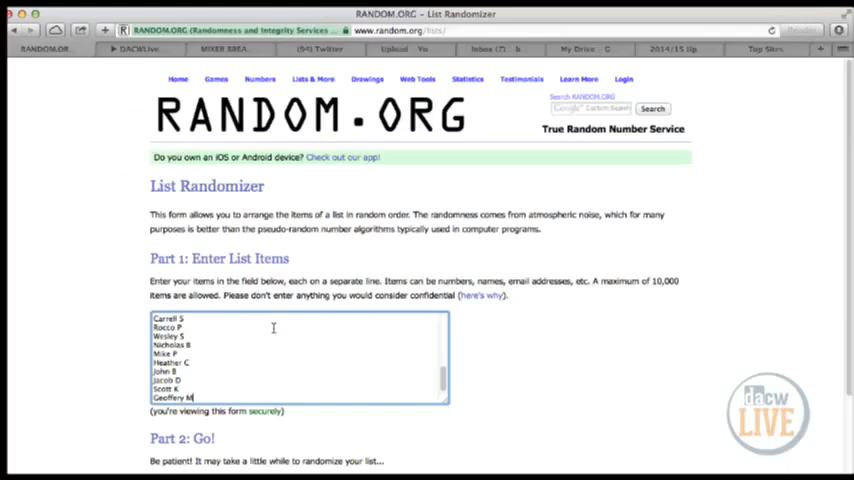 RANDOM.ORG - List Randomizer
RANDOM.ORG (Randomness and Integrity Services ... www.random.org/lists/ Reader
RANDOM.OR... DACWLive... MIXER BREA... (94) Twitter Upload Inbox (7) My Drive 2014/15 Up Top Sites
Home Games Numbers Lists & More Drawings Web Tools Statistics Testimonials Learn More Login
Search RANDOM.ORG
RANDOM.ORG
Google Custom Search Search
True Random Number Service
Do you own an iOS or Android device? Check out our app!
List Randomizer
This form allows you to arrange the items of a list in random order. The randomness comes from atmospheric noise, which for many
purposes is better than the pseudo-random number algorithms typically used in computer programs.
Part 1: Enter List Items
Enter your items in the field below, each on a separate line. Items can be numbers, names, email addresses, etc. A maximum of 10,000
items are allowed. Please don't enter anything you would consider confidential (here's why).
Carrell S
Rocco P
Wesley S
Nicholas B
Mike P
Heather C
John B
Jacob D
Scott K
Geoffery M
(you're viewing this form securely)
dacw
LIVE
Part 2: Go!
Be patient! It may take a little while to randomize your list...